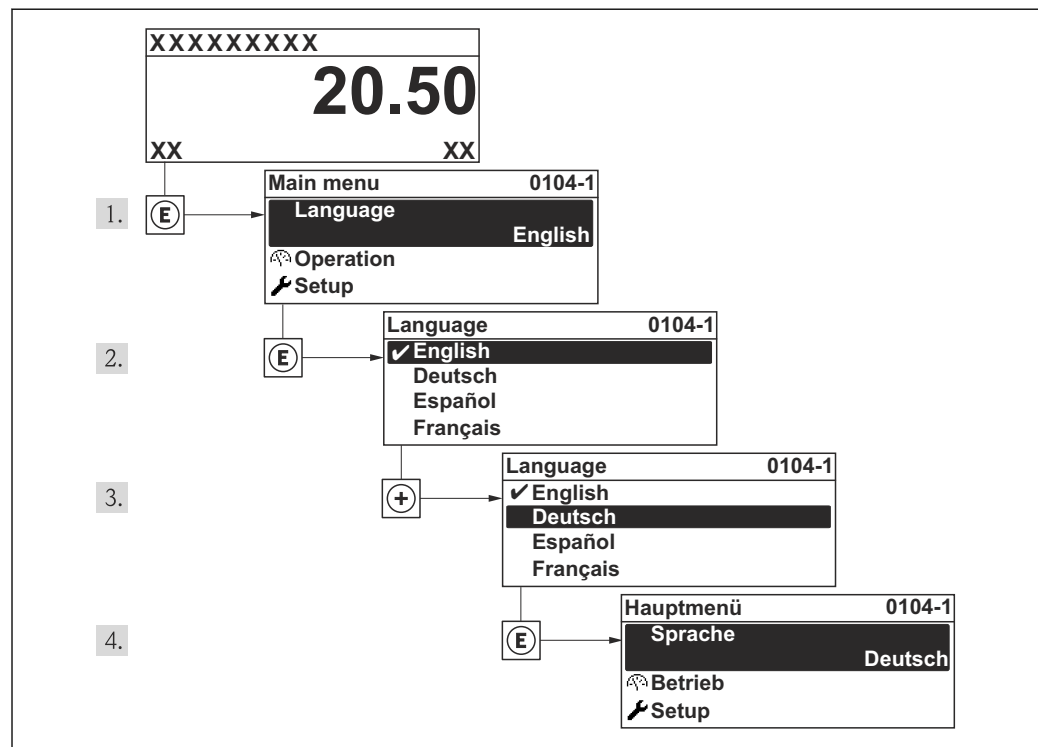 XXXXXXXXX
20.50
XX XX
1. E
Main menu 0104-1
Language
English
Operation
Setup
2. E
Language 0104-1
✔English
Deutsch
Español
Français
3. +
Language 0104-1
✔English
Deutsch
Español
Français
4. E
Hauptmenü 0104-1
Sprache
Deutsch
Betrieb
Setup